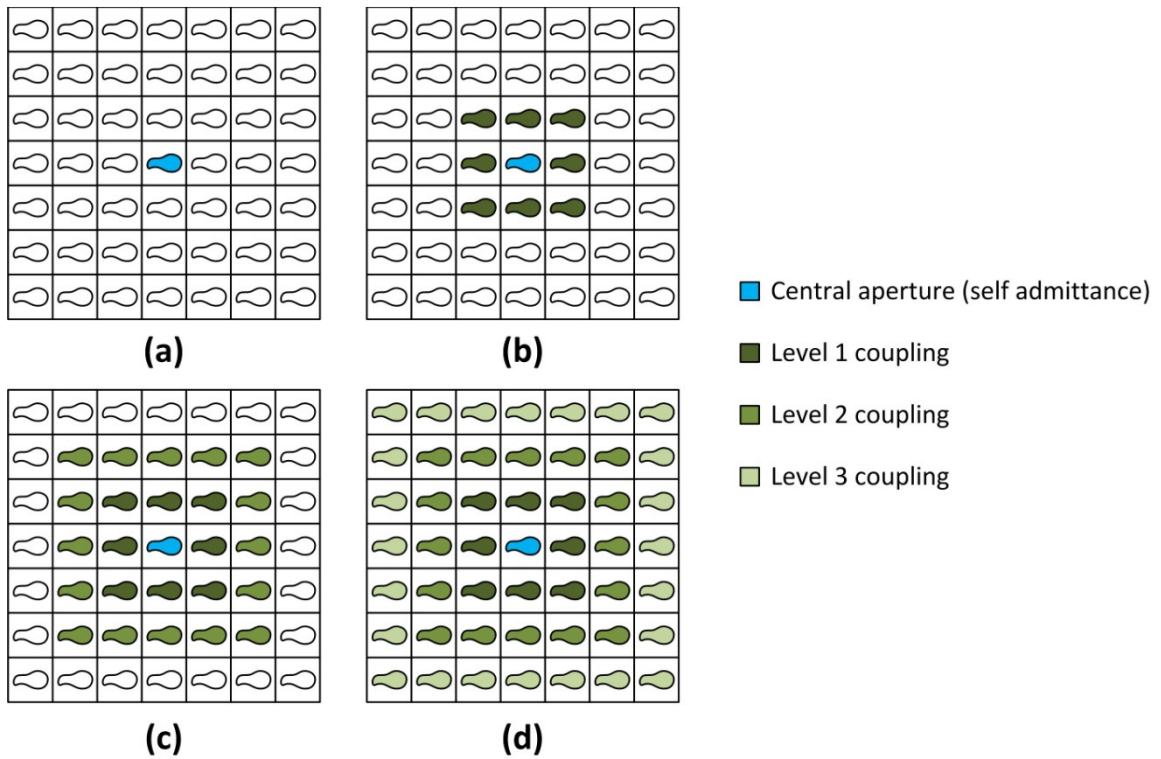 (a)
(b)
Central aperture (self admittance)
Level 1 coupling
Level 2 coupling
Level 3 coupling
(c)
(d)